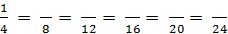 1/4 = /8 = /12 = /16 = /20 = /24